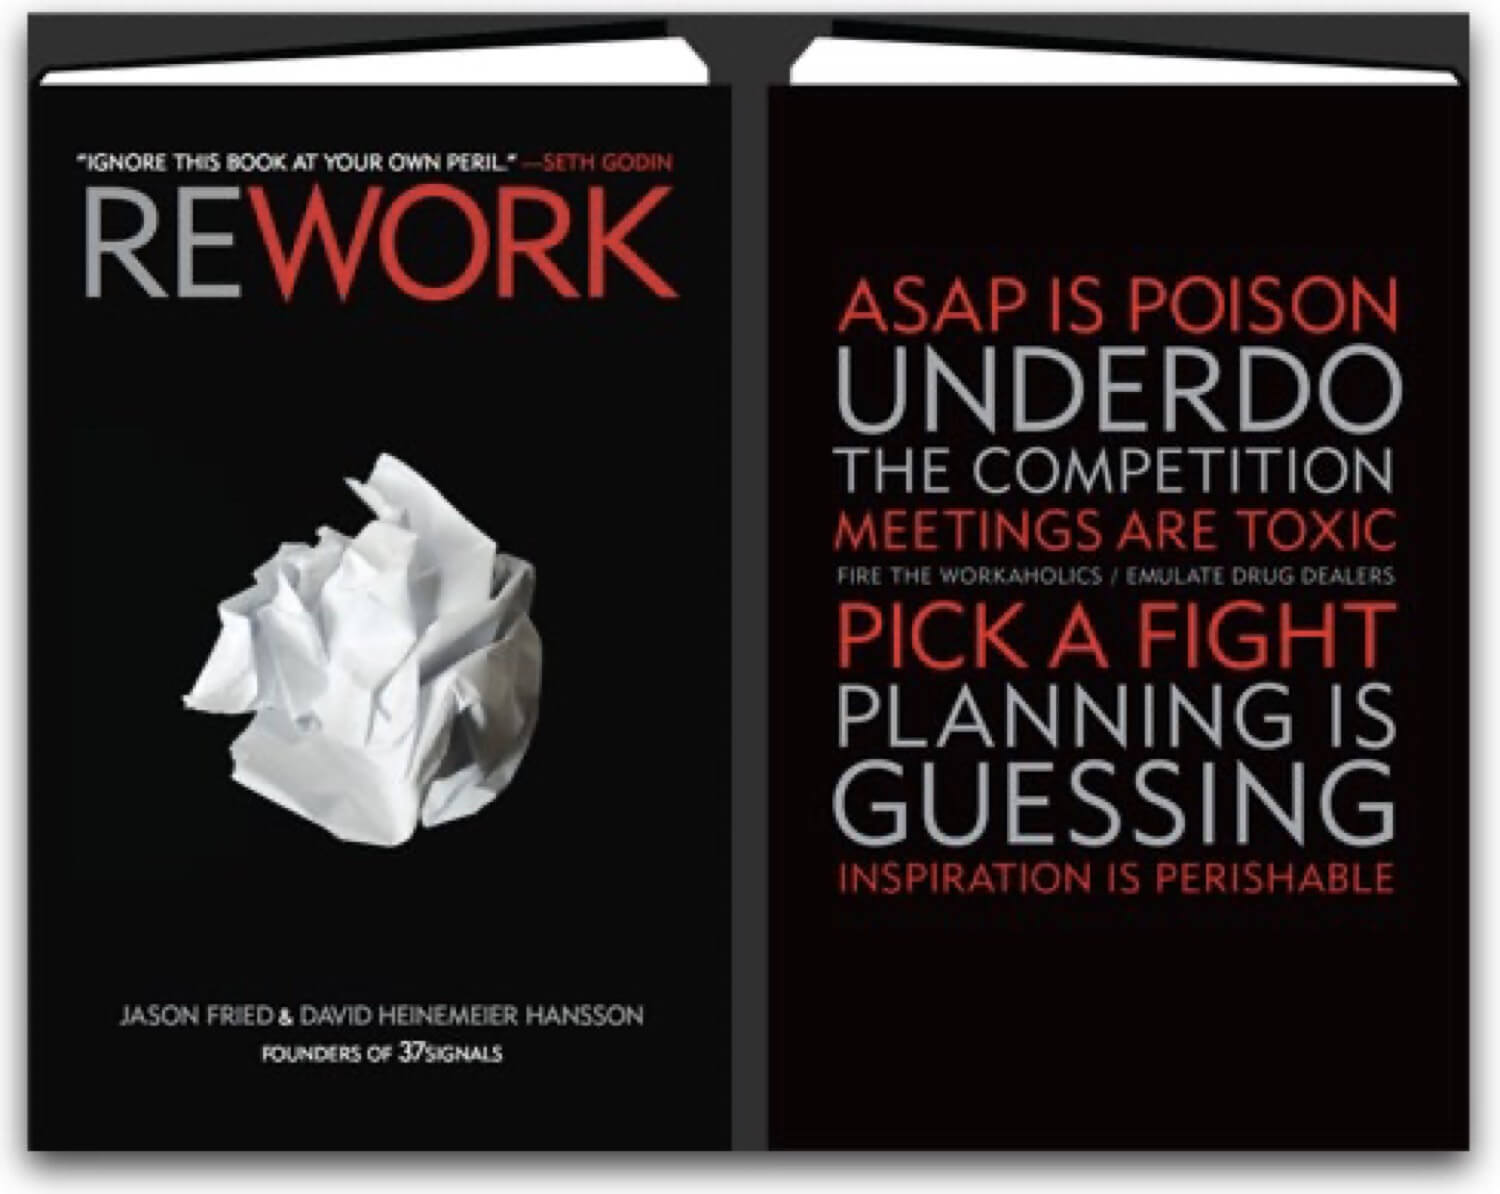 "IGNORE THIS BOOK AT YOUR OWN PERIL." —SETH GODIN
REWORK
JASON FRIED & DAVID HEINEMEIER HANSSON
FOUNDERS OF 37SIGNALS
ASAP IS POISON
UNDERDO
THE COMPETITION
MEETINGS ARE TOXIC
FIRE THE WORKAHOLICS / EMULATE DRUG DEALERS
PICK A FIGHT
PLANNING IS
GUESSING
INSPIRATION IS PERISHABLE